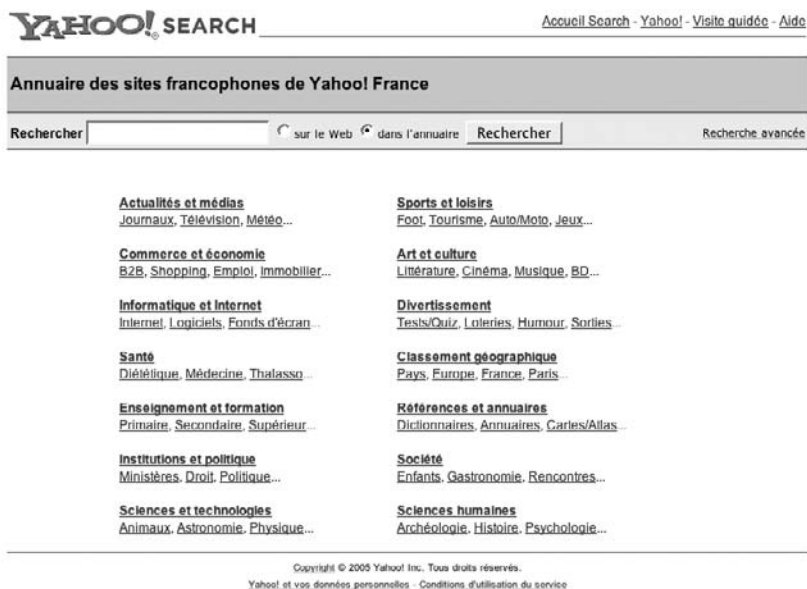 YAHOO! SEARCH
Accueil Search - Yahoo! - Visite guidée - Aide
Annuaire des sites francophones de Yahoo! France
Rechercher sur le Web dans l'annuaire Rechercher Recherche avancée
Actualités et médias
Journaux, Télévision, Météo...
Sports et loisirs
Foot, Tourisme, Auto/Moto, Jeux...
Commerce et économie
B2B, Shopping, Emploi, Immobilier...
Art et culture
Littérature, Cinéma, Musique, BD...
Informatique et Internet
Internet, Logiciels, Fonds d'écran...
Divertissement
Tests/Quiz, Loteries, Humour, Sorties...
Santé
Diététique, Médecine, Thalasso...
Classement géographique
Pays, Europe, France, Paris...
Enseignement et formation
Primaire, Secondaire, Supérieur...
Références et annuaires
Dictionnaires, Annuaires, Cartes/Atlas...
Institutions et politique
Ministères, Droit, Politique...
Société
Enfants, Gastronomie, Rencontres...
Sciences et technologies
Animaux, Astronomie, Physique...
Sciences humaines
Archéologie, Histoire, Psychologie...
Copyright © 2005 Yahoo! Inc. Tous droits réservés.
Yahoo! et vos données personnelles - Conditions d'utilisation du service